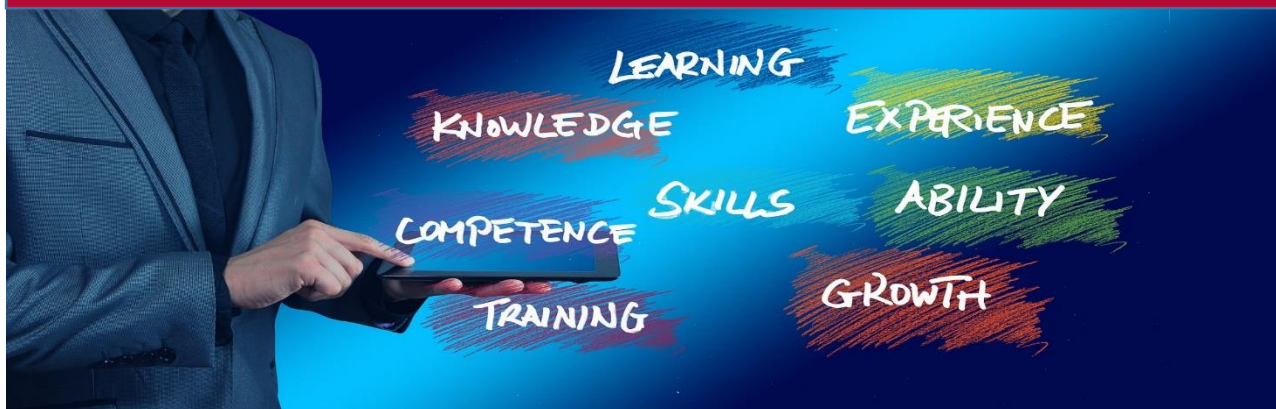 LEARNING
KNOWLEDGE
EXPERIENCE
SKILLS
ABILITY
COMPETENCE
GROWTH
TRAINING